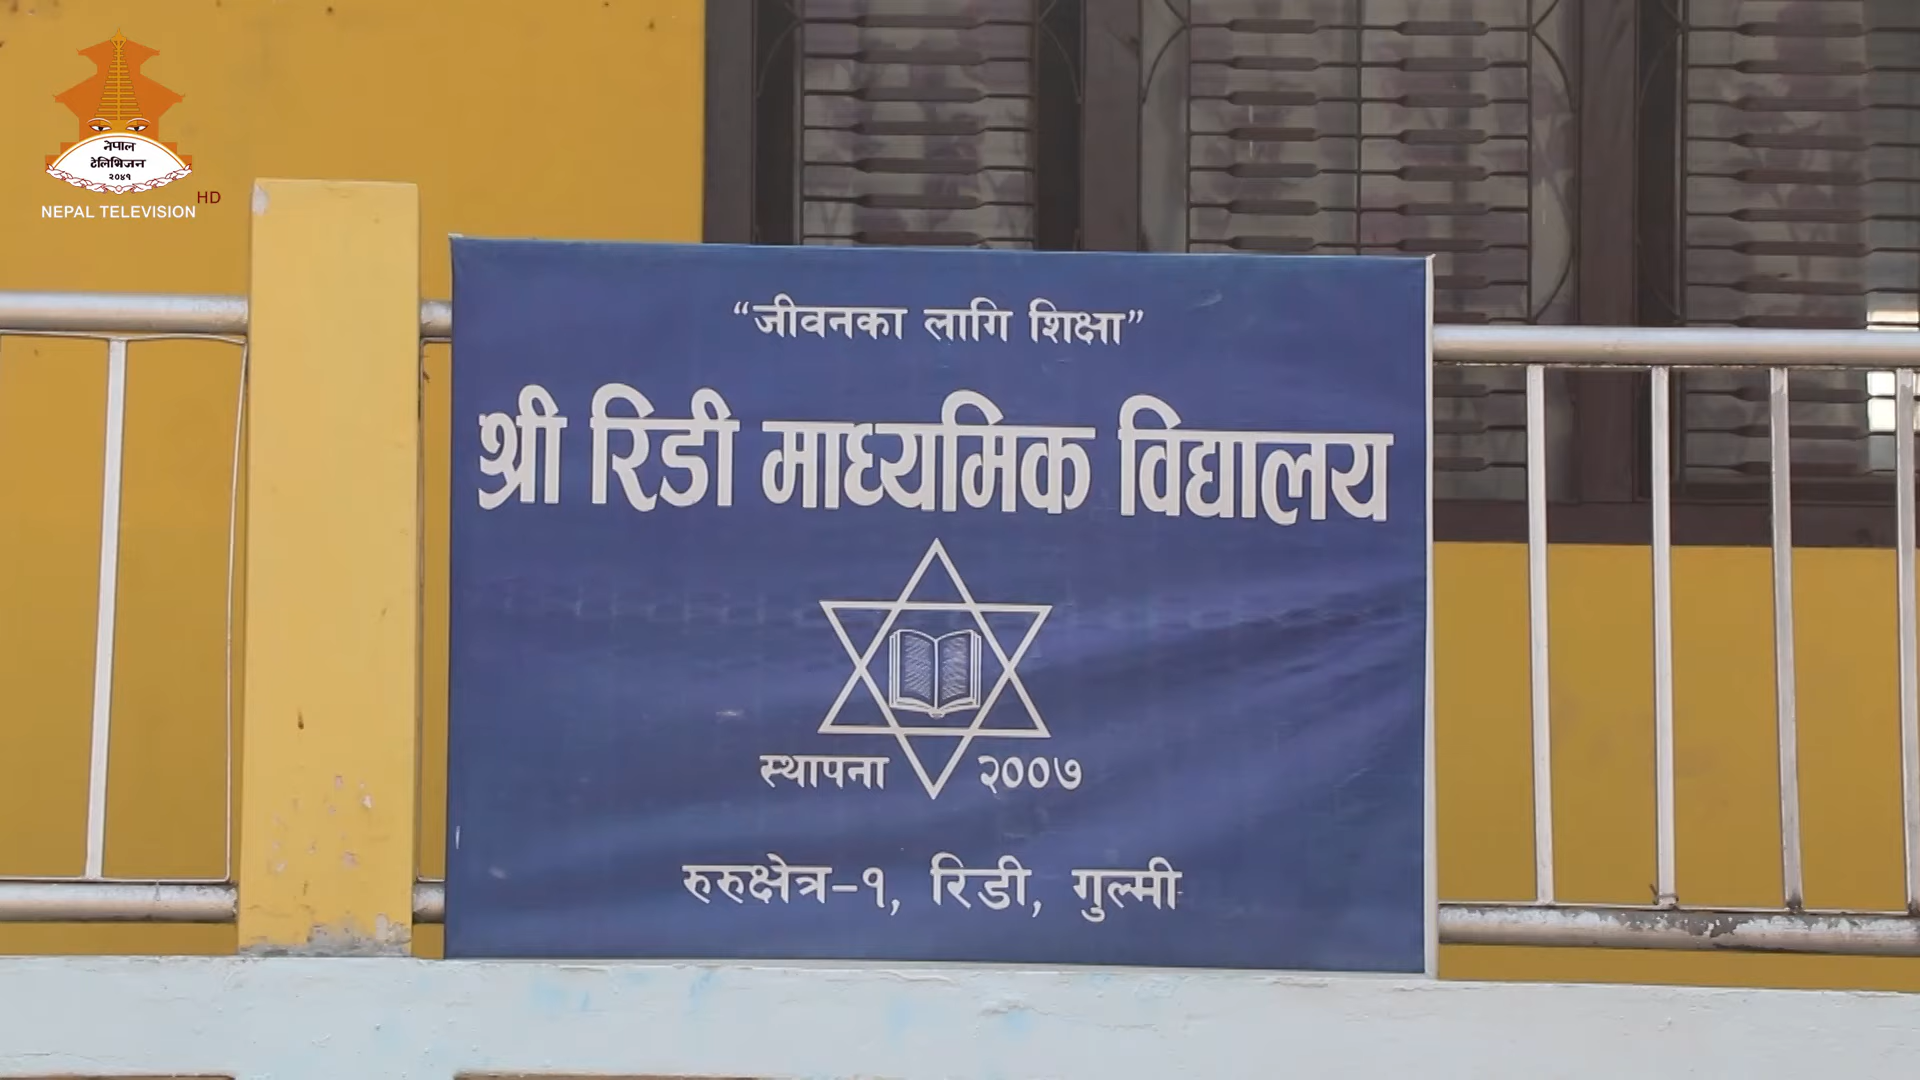 नेपाल
टेलिभिजन
२०४१
NEPAL TELEVISION HD
“जीवनका लागि शिक्षा”
श्री रिडी माध्यमिक विद्यालय
स्थापना २००७
रुरुक्षेत्र-१, रिडी, गुल्मी